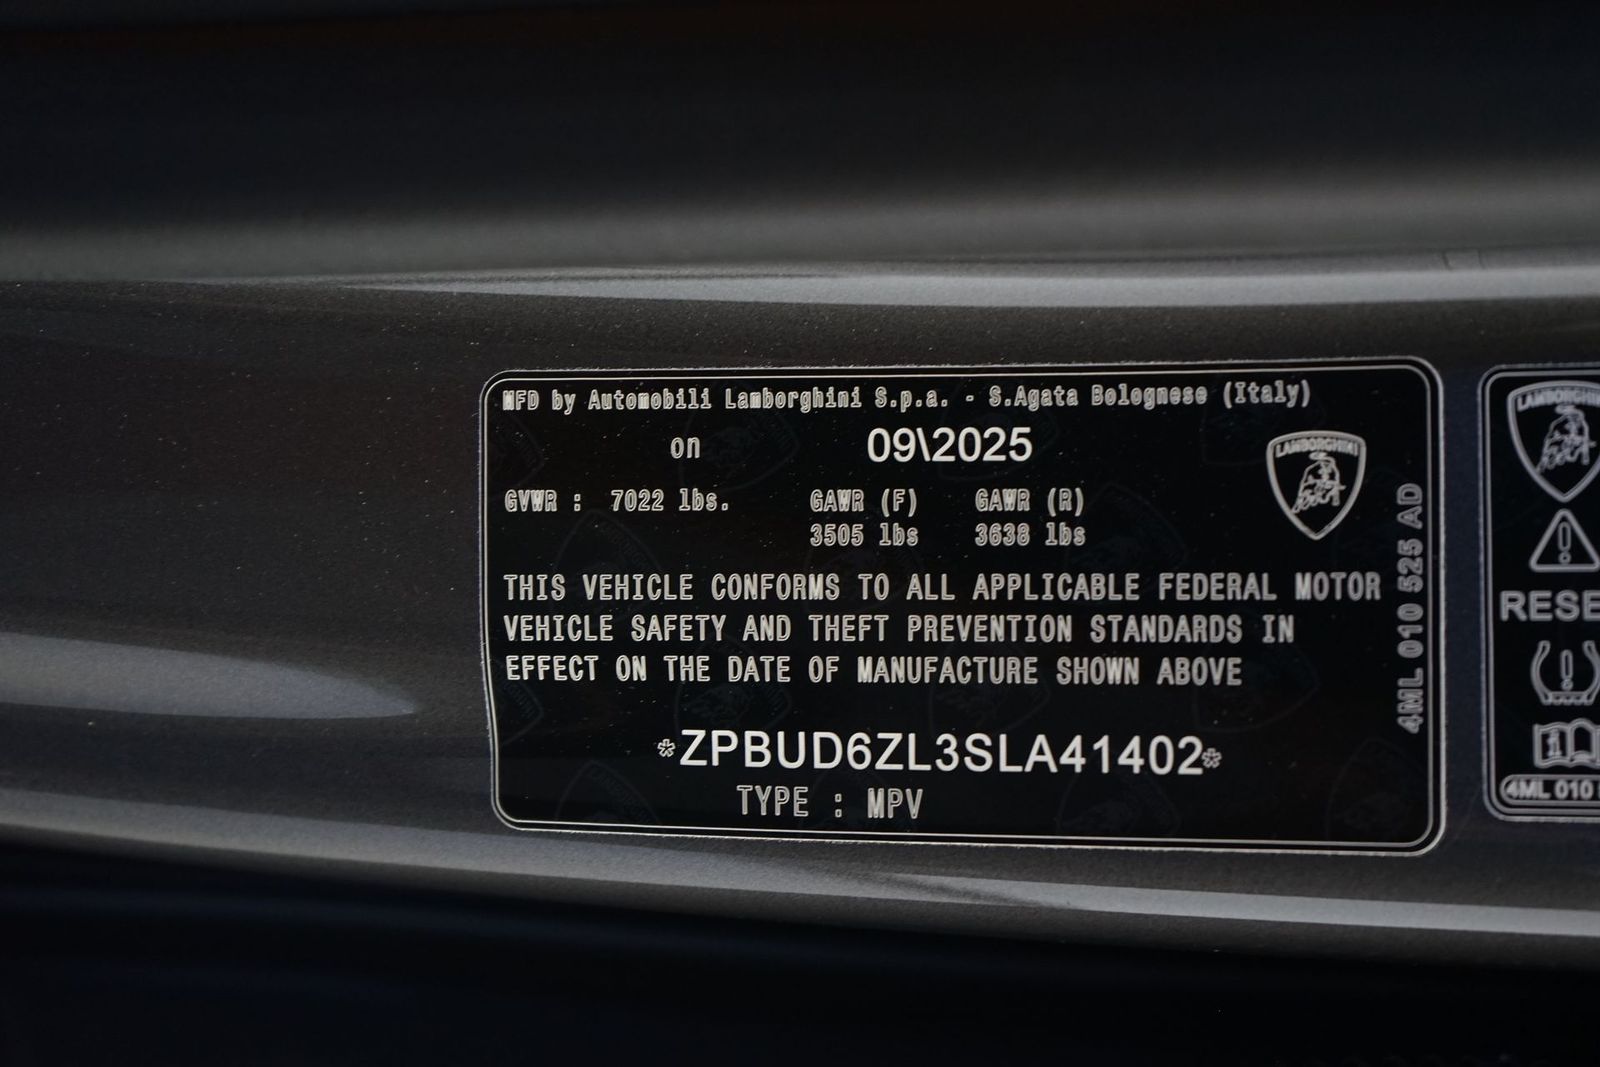 MFD by Automobili Lamborghini S.p.a. - S.Agata Bolognese (Italy)
on 09\2025
GVWR : 7022 lbs. GAWR (F) GAWR (R)
3505 lbs 3638 lbs
THIS VEHICLE CONFORMS TO ALL APPLICABLE FEDERAL MOTOR
VEHICLE SAFETY AND THEFT PREVENTION STANDARDS IN
EFFECT ON THE DATE OF MANUFACTURE SHOWN ABOVE
*ZPBUD6ZL3SLA41402*
TYPE : MPV
LAMBORGHINI
4ML 010 525 AD
LAMBORGHINI
RESE
4ML 010